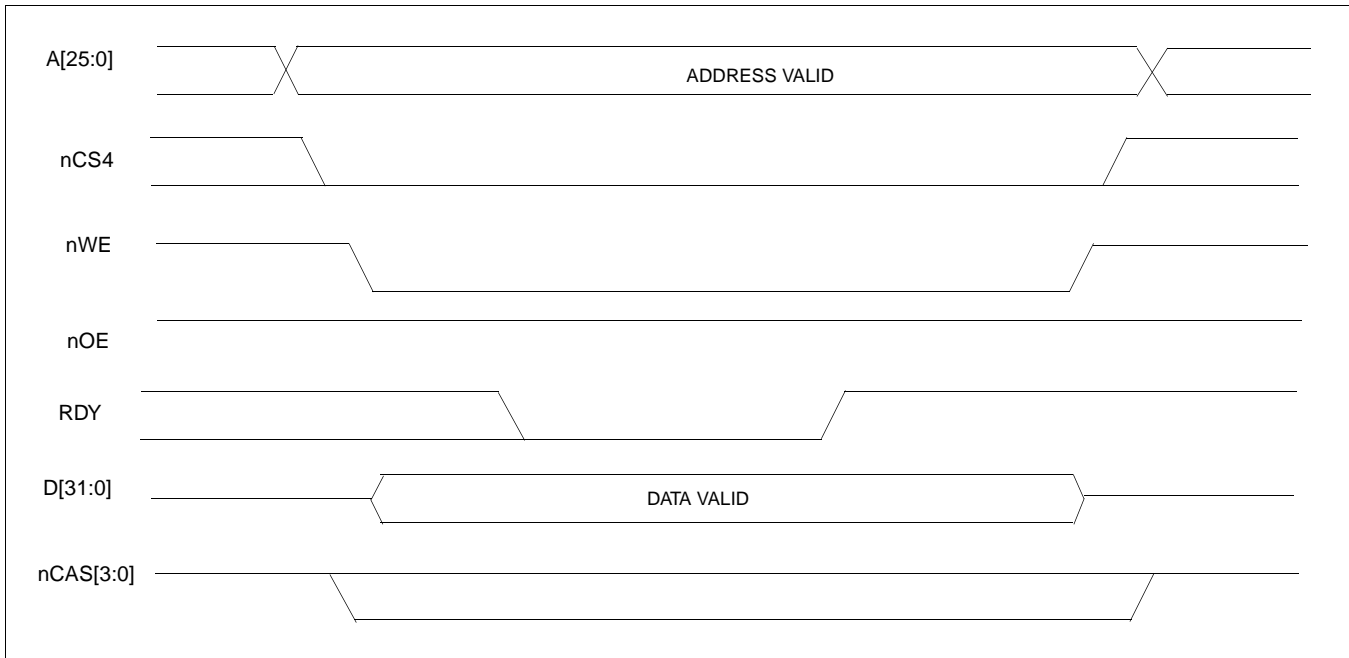 A[25:0]
ADDRESS VALID
nCS4
nWE
nOE
RDY
D[31:0]
DATA VALID
nCAS[3:0]